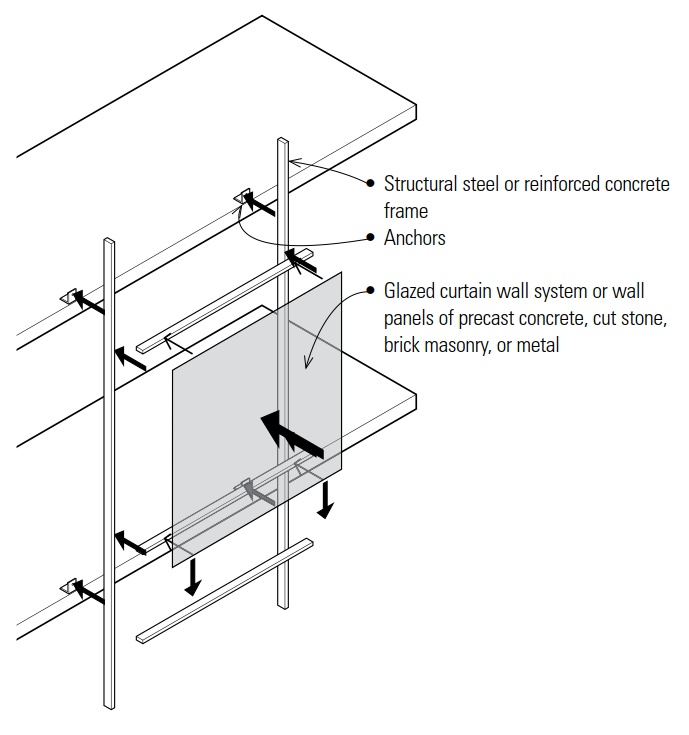 Structural steel or reinforced concrete
frame
Anchors
Glazed curtain wall system or wall
panels of precast concrete, cut stone,
brick masonry, or metal